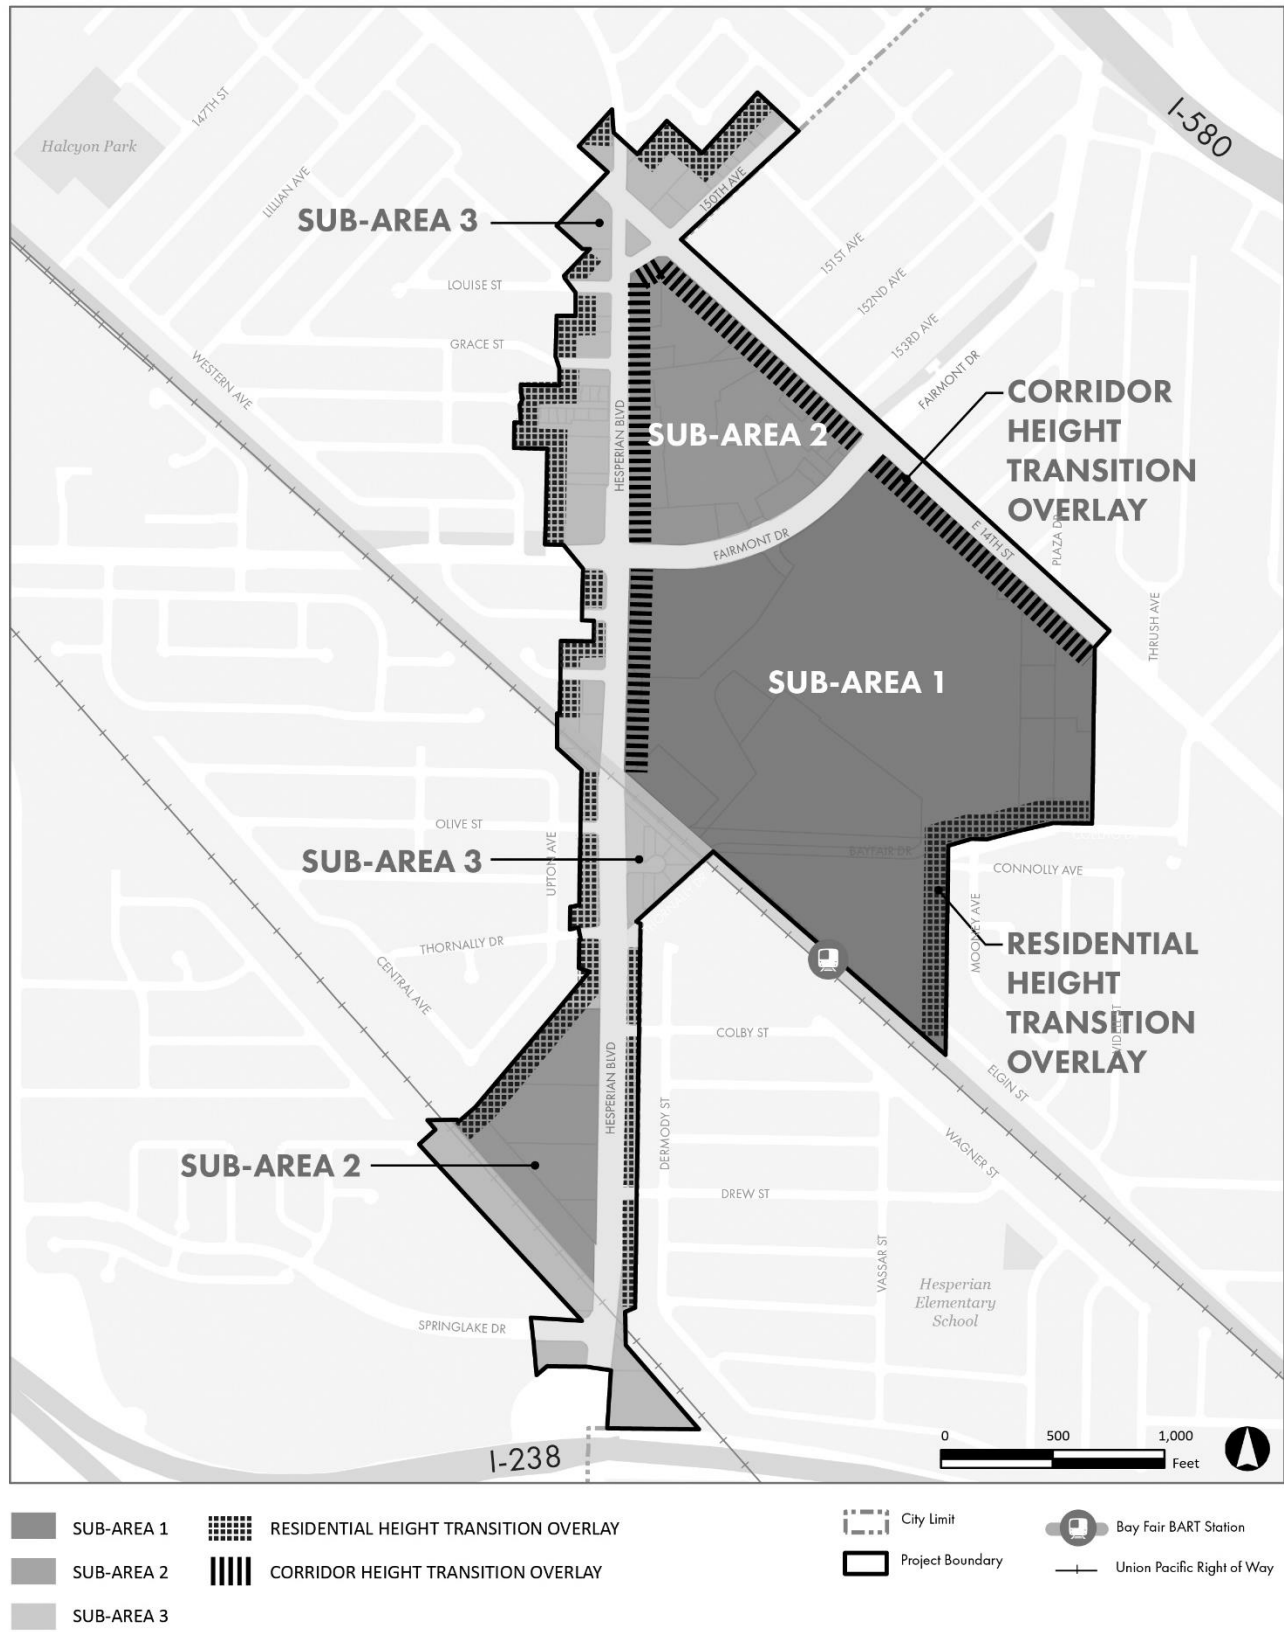 I-580
147TH ST
Halcyon Park
LILLIAN AVE
150TH AVE
SUB-AREA 3
151ST AVE
LOUISE ST
152ND AVE
GRACE ST
153RD AVE
WESTERN AVE
FAIRMONT DR
CORRIDOR
HEIGHT
TRANSITION
OVERLAY
HESPERIAN BLVD
SUB-AREA 2
E 14TH ST
PLAZA DR
FAIRMONT DR
THRUSH AVE
SUB-AREA 1
OLIVE ST
UPTON AVE
SUB-AREA 3
BAYFAIR DR
CONNOLLY AVE
MOONEY AVE
THORNALLY DR
CENTRAL AVE
RESIDENTIAL
HEIGHT
TRANSITION
OVERLAY
COLBY ST
HESPERIAN BLVD
ELGIN ST
DERMODY ST
WAGNER ST
SUB-AREA 2
DREW ST
VASSAR ST
Hesperian
Elementary
School
SPRINGLAKE DR
I-238
0 500 1,000
Feet
SUB-AREA 1
SUB-AREA 2
SUB-AREA 3
RESIDENTIAL HEIGHT TRANSITION OVERLAY
CORRIDOR HEIGHT TRANSITION OVERLAY
City Limit
Project Boundary
Bay Fair BART Station
Union Pacific Right of Way